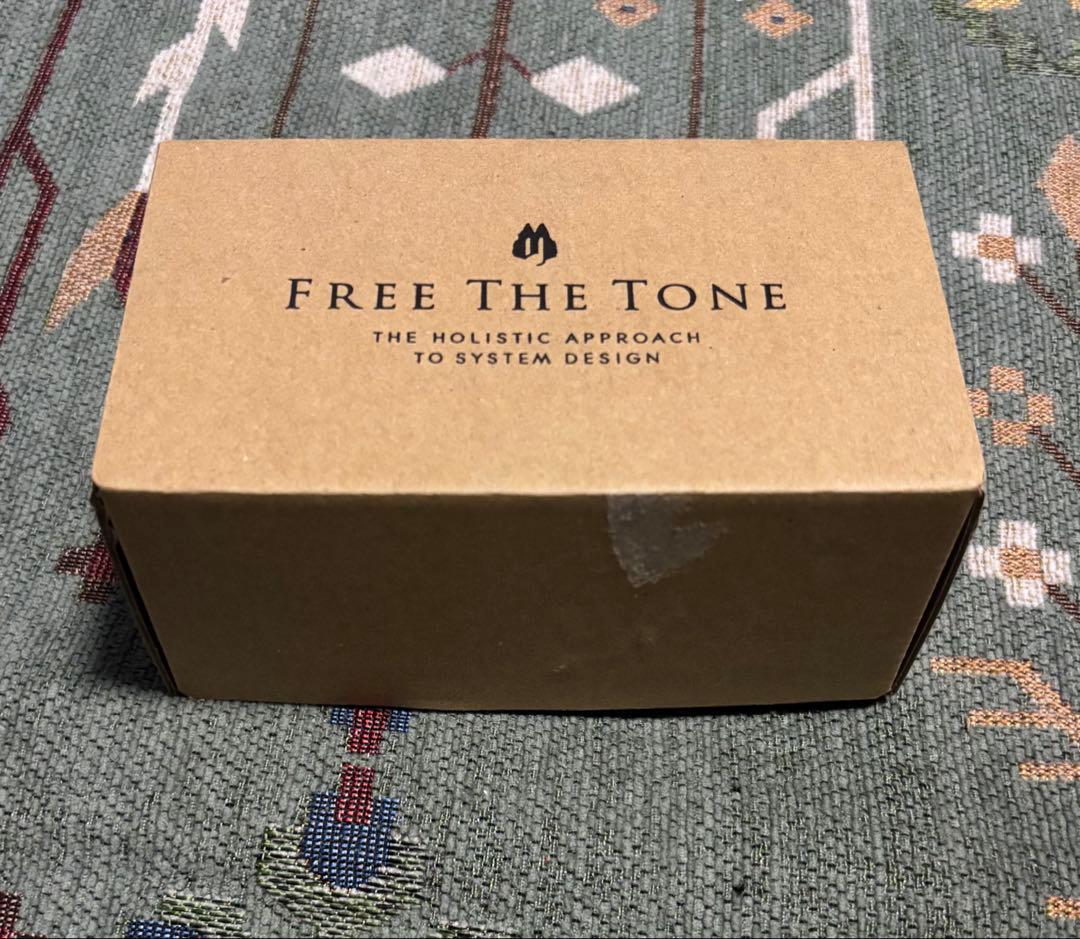 FREE THE TONE
THE HOLISTIC APPROACH
TO SYSTEM DESIGN